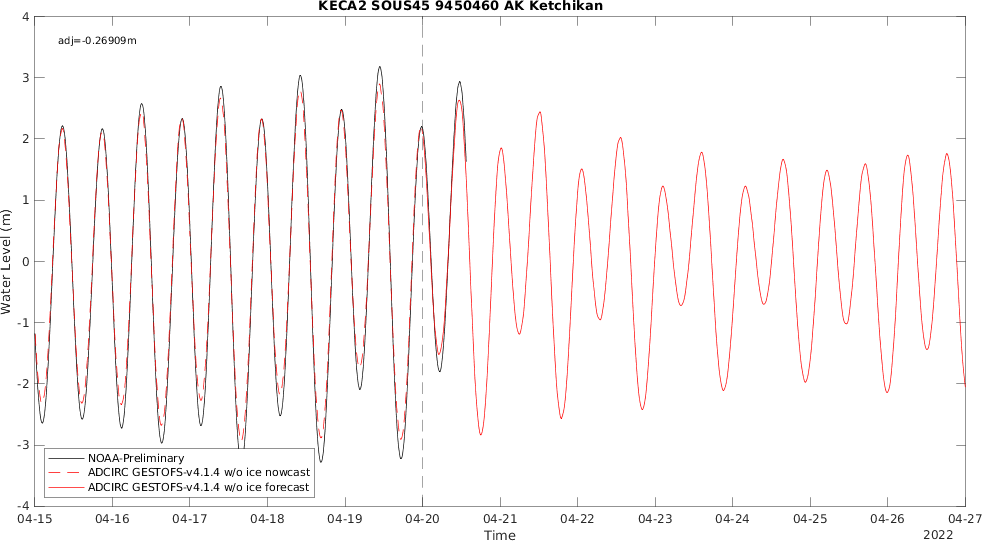 KECA2 SOUS45 9450460 AK Ketchikan
adj=-0.26909m
4
3
2
1
0
-1
-2
-3
-4
Water Level (m)
NOAA-Preliminary
ADCIRC GESTOFS-v4.1.4 w/o ice nowcast
ADCIRC GESTOFS-v4.1.4 w/o ice forecast
04-15 04-16 04-17 04-18 04-19 04-20 04-21 04-22 04-23 04-24 04-25 04-26 04-27
Time
2022